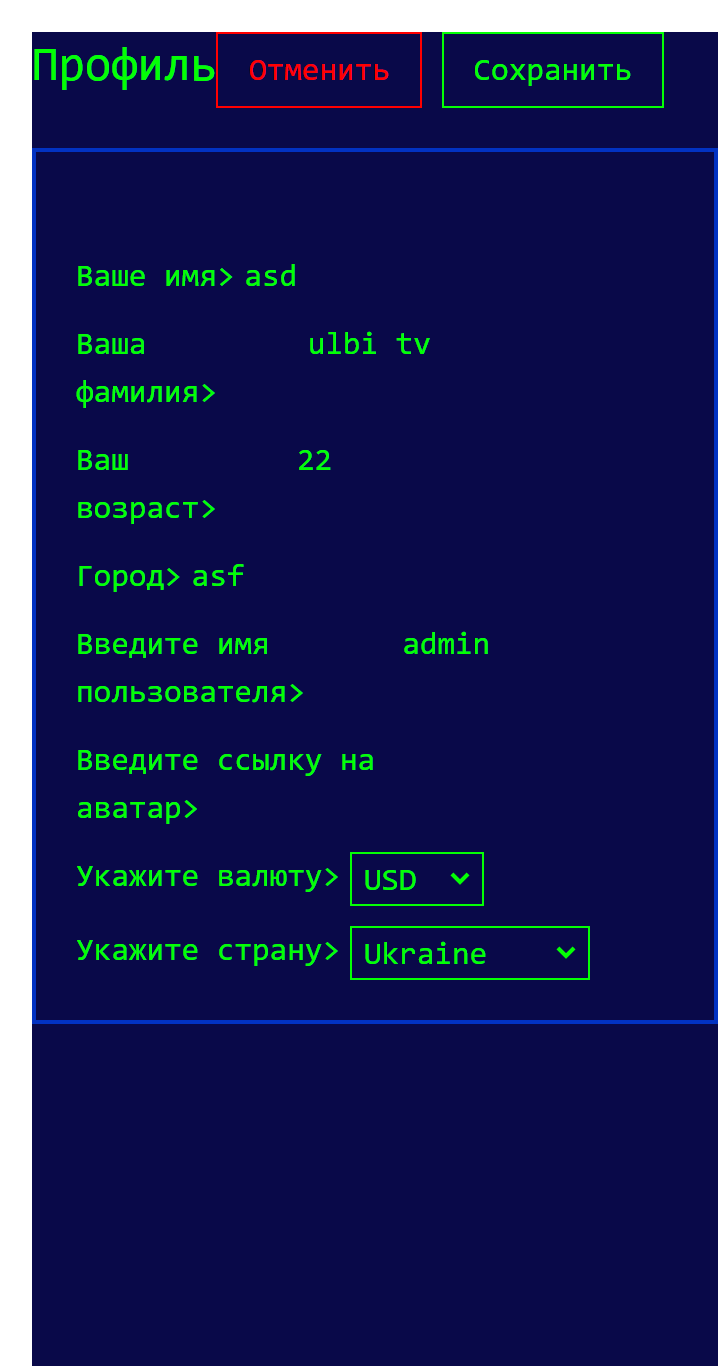 Профиль Отменить Сохранить
Ваше имя> asd
Ваша ulbi tv
фамилия>
Ваш 22
возраст>
Город> asf
Введите имя admin
пользователя>
Введите ссылку на
аватар>
Укажите валюту> USD
Укажите страну> Ukraine